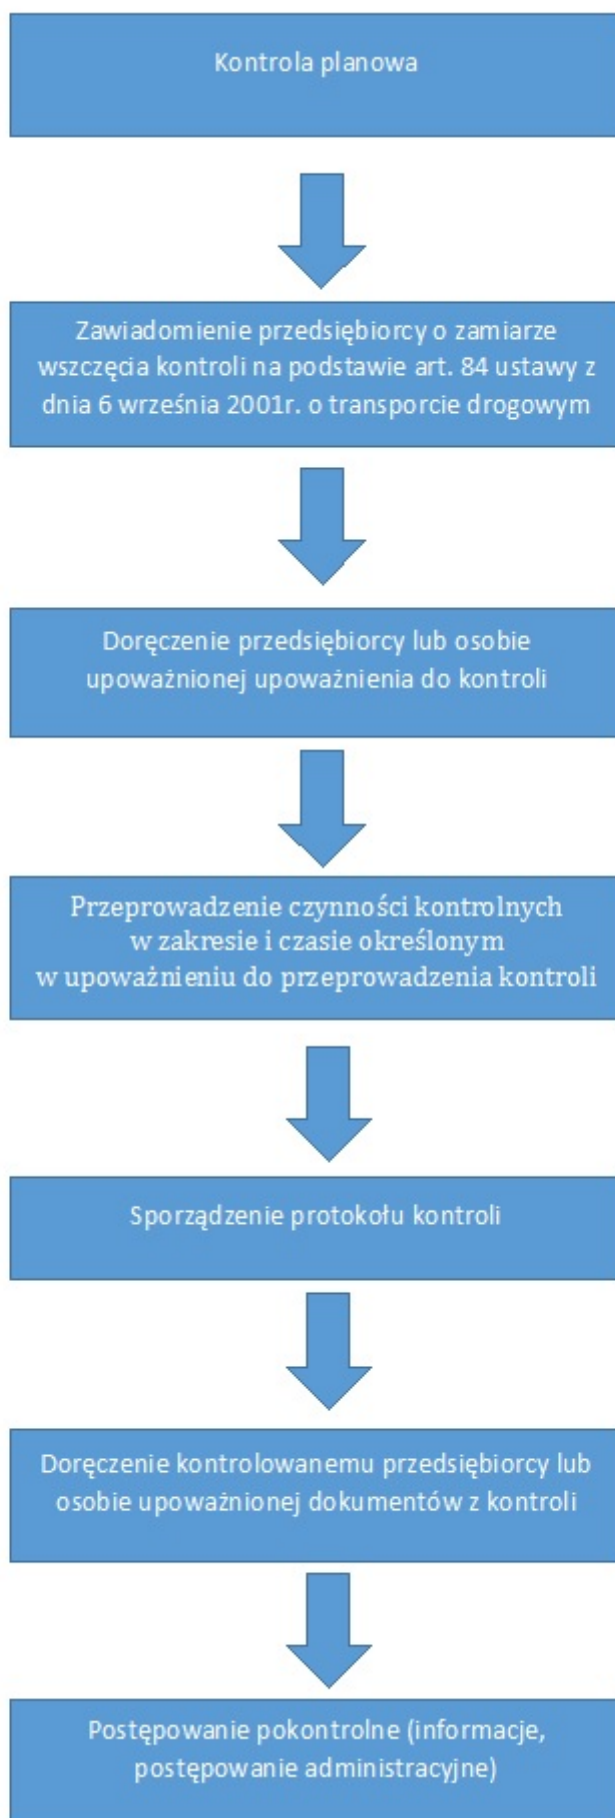 Kontrola planowa
Zawiadomienie przedsiębiorcy o zamiarze
wszczęcia kontroli na podstawie art. 84 ustawy z
dnia 6 września 2001r. o transporcie drogowym
Doręczenie przedsiębiorcy lub osobie
upoważnionej upoważnienia do kontroli
Przeprowadzenie czynności kontrolnych
w zakresie i czasie określonym
w upoważnieniu do przeprowadzenia kontroli
Sporządzenie protokołu kontroli
Doręczenie kontrolowanemu przedsiębiorcy lub
osobie upoważnionej dokumentów z kontroli
Postępowanie pokontrolne (informacje,
postępowanie administracyjne)